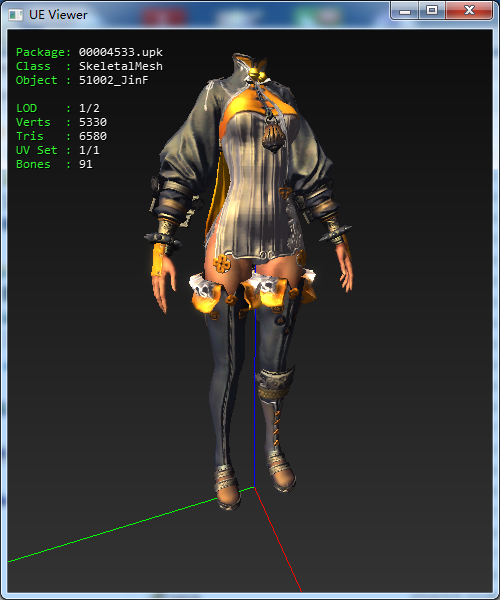 UE Viewer
Package: 00004533.upk
Class : SkeletalMesh
Object : 51002_JinF
LOD : 1/2
Verts : 5330
Tris : 6580
UV Set : 1/1
Bones : 91